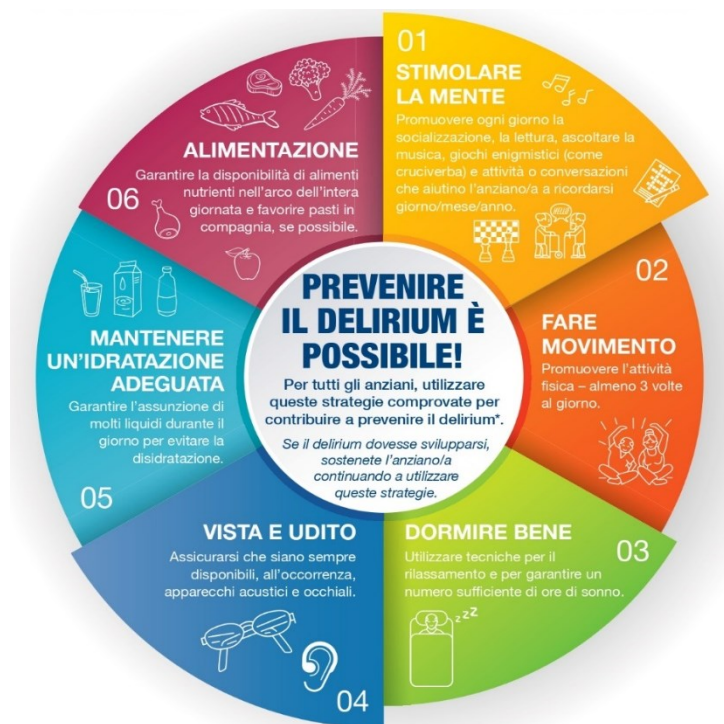 PREVENIRE
IL DELIRIUM È
POSSIBILE!
Per tutti gli anziani, utilizzare
queste strategie comprovate per
contribuire a prevenire il delirium*.
Se il delirium dovesse svilupparsi,
sostenete l'anziano/a
continuando a utilizzare
queste strategie.
01
STIMOLARE
LA MENTE
Promuovere ogni giorno la
socializzazione, la lettura, ascoltare la
musica, giochi enigmistici (come
cruciverba) e attività o conversazioni
che aiutino l'anziano/a a ricordarsi
giorno/mese/anno.
02
FARE
MOVIMENTO
Promuovere l'attività
fisica – almeno 3 volte
al giorno.
DORMIRE BENE
03
Utilizzare tecniche per il
rilassamento e per garantire un
numero sufficiente di ore di sonno.
zzZ
VISTA E UDITO
Assicurarsi che siano sempre
disponibili, all'occorrenza,
apparecchi acustici e occhiali.
04
MANTENERE
UN'IDRATAZIONE
ADEGUATA
Garantire l'assunzione di
molti liquidi durante il
giorno per evitare la
disidratazione.
05
ALIMENTAZIONE
Garantire la disponibilità di alimenti
nutrienti nell'arco dell'intera
giornata e favorire pasti in
compagnia, se possibile.
06